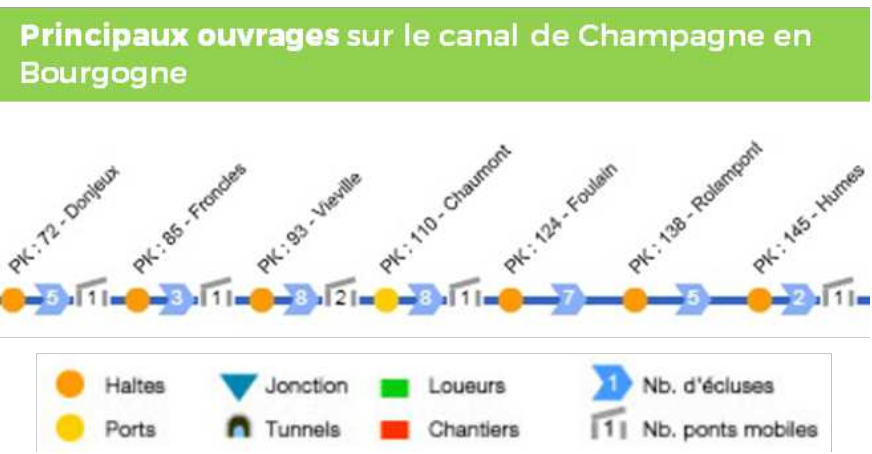 Principaux ouvrages sur le canal de Champagne en
Bourgogne
PK : 72 - Donjeux
PK : 85 - Froncles
PK : 93 - Vieville
PK : 110 - Chaumont
PK : 124 - Foulain
PK : 138 - Rolampont
PK : 145 - Humes
5 1 3 1 8 2 8 1 7 5 2 1
Haltes Jonction Loueurs 1 Nb. d'écluses
Ports Tunnels Chantiers 1 Nb. ponts mobiles